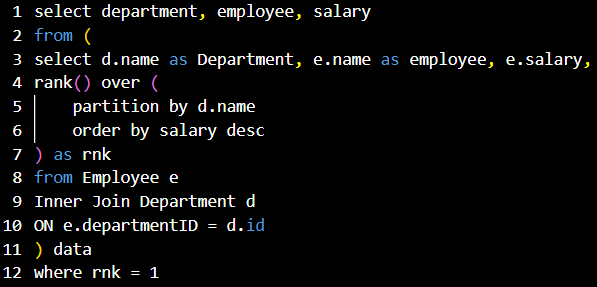 1 select department, employee, salary
2 from (
3 select d.name as Department, e.name as employee, e.salary,
4 rank() over (
5     partition by d.name
6     order by salary desc
7 ) as rnk
8 from Employee e
9 Inner Join Department d
10 ON e.departmentID = d.id
11 ) data
12 where rnk = 1